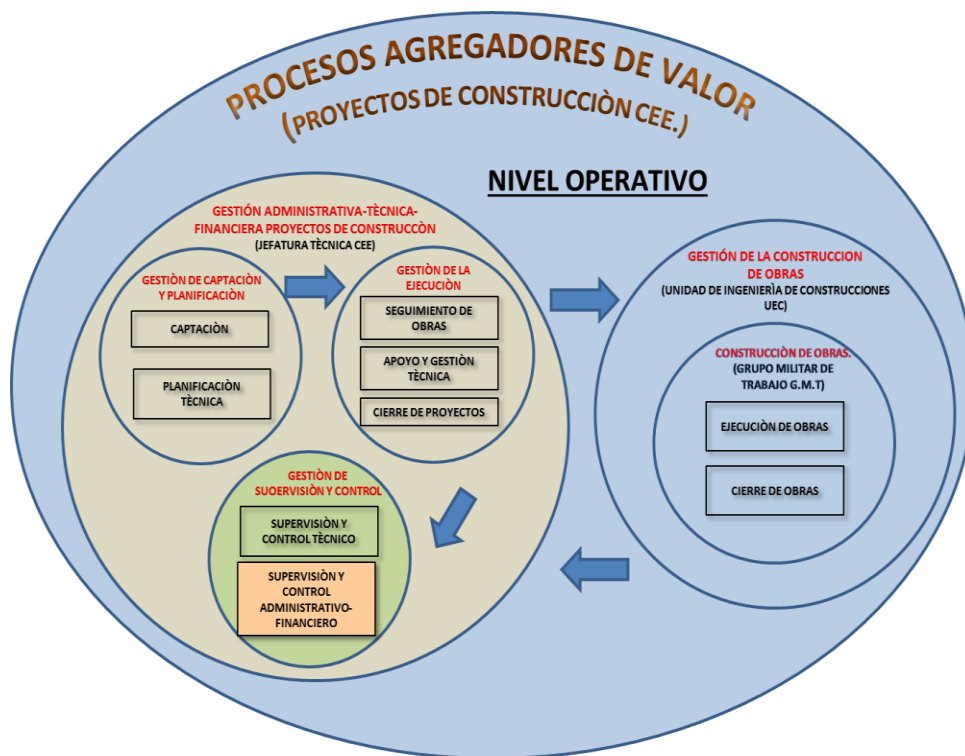 PROCESOS AGREGADORES DE VALOR
(PROYECTOS DE CONSTRUCCIÒN CEE.)
NIVEL OPERATIVO
GESTIÓN ADMINISTRATIVA-TÈCNICA-
FINANCIERA PROYECTOS DE CONSTRUCCÒN
(JEFATURA TÈCNICA CEE)
GESTIÒN DE CAPTACIÒN
Y PLANIFICACIÒN
CAPTACIÒN
PLANIFICACIÒN
TÈCNICA
GESTIÒN DE LA
EJECUCIÒN
SEGUIMIENTO DE
OBRAS
APOYO Y GESTIÒN
TÈCNICA
CIERRE DE PROYECTOS
GESTIÒN DE
SUOERVISIÒN Y CONTROL
SUPERVISIÒN Y
CONTROL TÈCNICO
SUPERVISIÒN Y
CONTROL
ADMINISTRATIVO-
FINANCIERO
GESTIÓN DE LA CONSTRUCCION
DE OBRAS
(UNIDAD DE INGENIERÌA DE CONSTRUCCIONES
UEC)
CONSTRUCCIÒN DE OBRAS.
(GRUPO MILITAR DE
TRABAJO G.M.T)
EJECUCIÒN DE OBRAS
CIERRE DE OBRAS